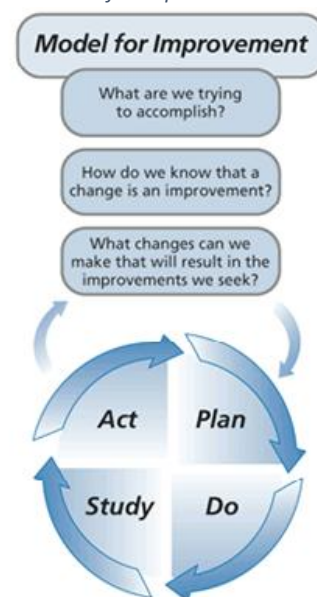 Model for Improvement
What are we trying
to accomplish?
How do we know that a
change is an improvement?
What changes can we
make that will result in the
improvements we seek?
Act
Plan
Study
Do